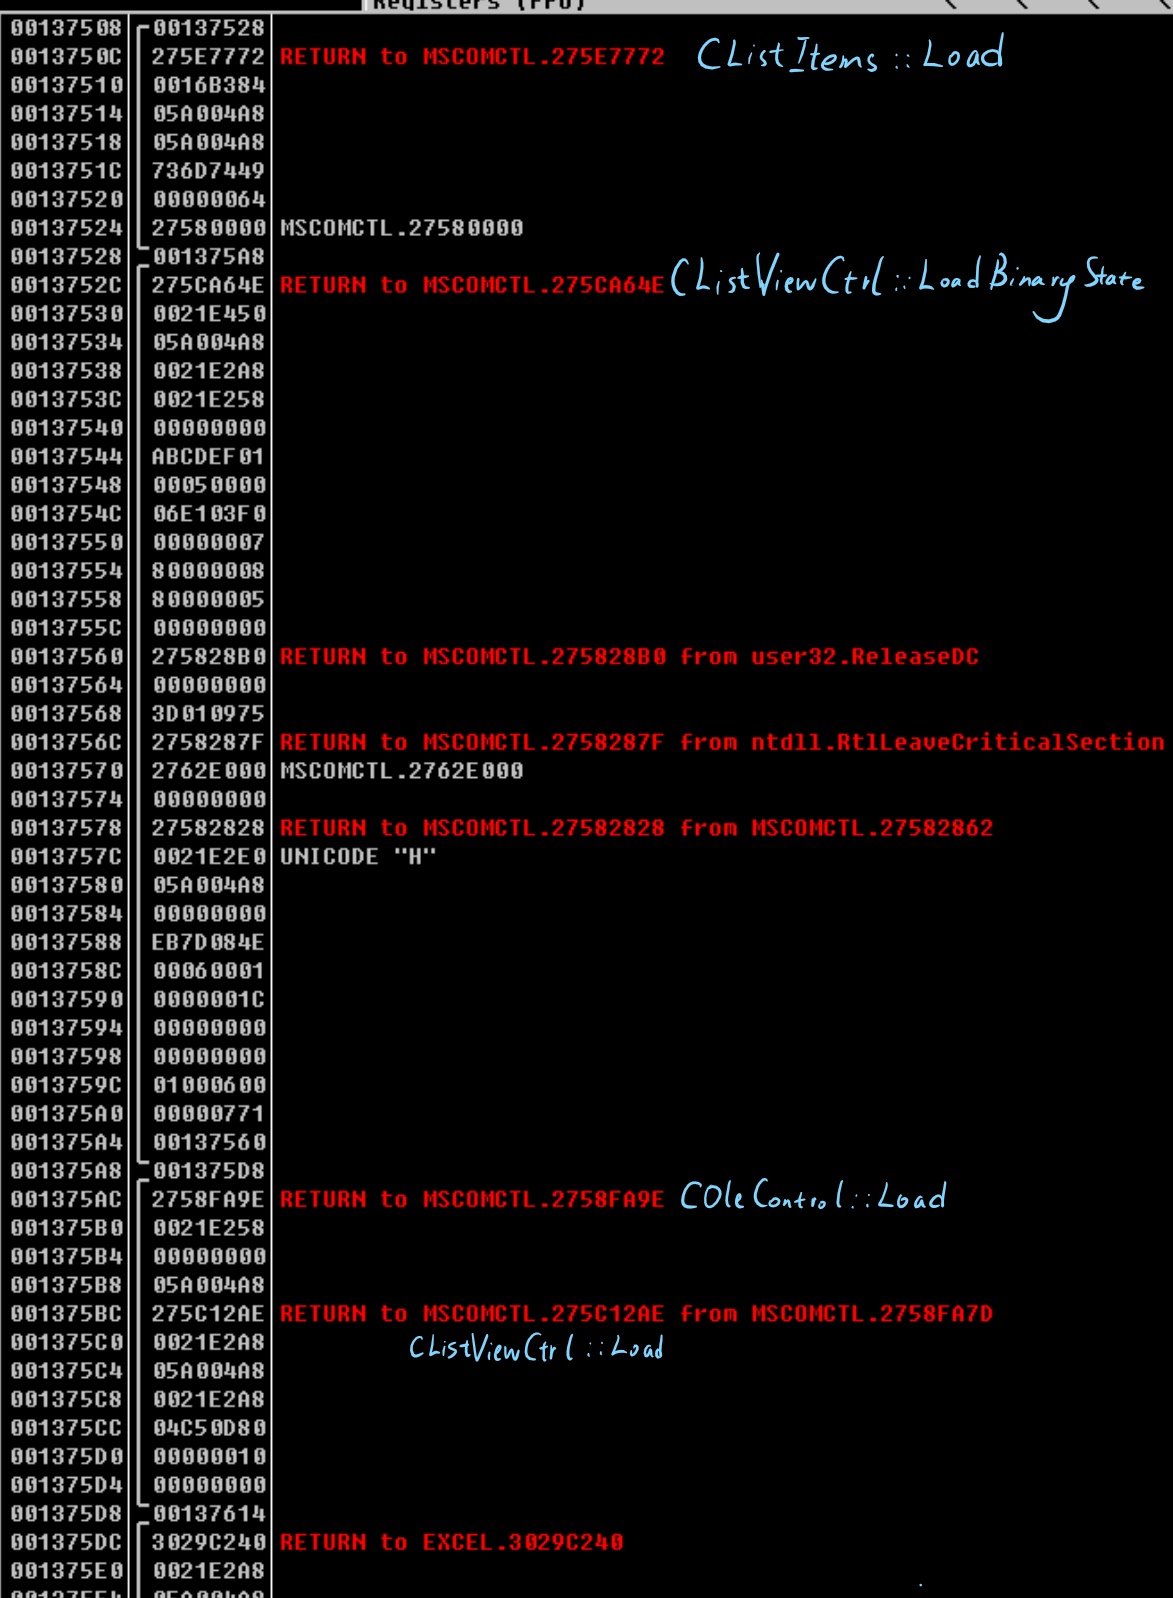 Registers (FPU)
00137508 00137528
0013750C 275E7772 RETURN to MSCOMCTL.275E7772 CListItems::Load
00137510 0016B384
00137514 05A004A8
00137518 05A004A8
0013751C 736D7449
00137520 00000064
00137524 27580000 MSCOMCTL.27580000
00137528 001375A8
0013752C 275CA64E RETURN to MSCOMCTL.275CA64E CListViewCtrl::LoadBinaryState
00137530 0021E450
00137534 05A004A8
00137538 0021E2A8
0013753C 0021E258
00137540 00000000
00137544 ABCDEF01
00137548 00050000
0013754C 06E103F0
00137550 00000007
00137554 80000008
00137558 80000005
0013755C 00000000
00137560 275828B0 RETURN to MSCOMCTL.275828B0 from user32.ReleaseDC
00137564 00000000
00137568 3D010975
0013756C 2758287F RETURN to MSCOMCTL.2758287F from ntdll.RtlLeaveCriticalSection
00137570 2762E000 MSCOMCTL.2762E000
00137574 00000000
00137578 27582828 RETURN to MSCOMCTL.27582828 from MSCOMCTL.27582862
0013757C 0021E2E0 UNICODE "H"
00137580 05A004A8
00137584 00000000
00137588 EB7D084E
0013758C 00060001
00137590 0000001C
00137594 00000000
00137598 00000000
0013759C 01000600
001375A0 00000771
001375A4 00137560
001375A8 001375D8
001375AC 2758FA9E RETURN to MSCOMCTL.2758FA9E COleControl::Load
001375B0 0021E258
001375B4 00000000
001375B8 05A004A8
001375BC 275C12AE RETURN to MSCOMCTL.275C12AE from MSCOMCTL.2758FA7D
001375C0 0021E2A8 CListViewCtrl::Load
001375C4 05A004A8
001375C8 0021E2A8
001375CC 04C50D80
001375D0 00000010
001375D4 00000000
001375D8 00137614
001375DC 3029C240 RETURN to EXCEL.3029C240
001375E0 0021E2A8